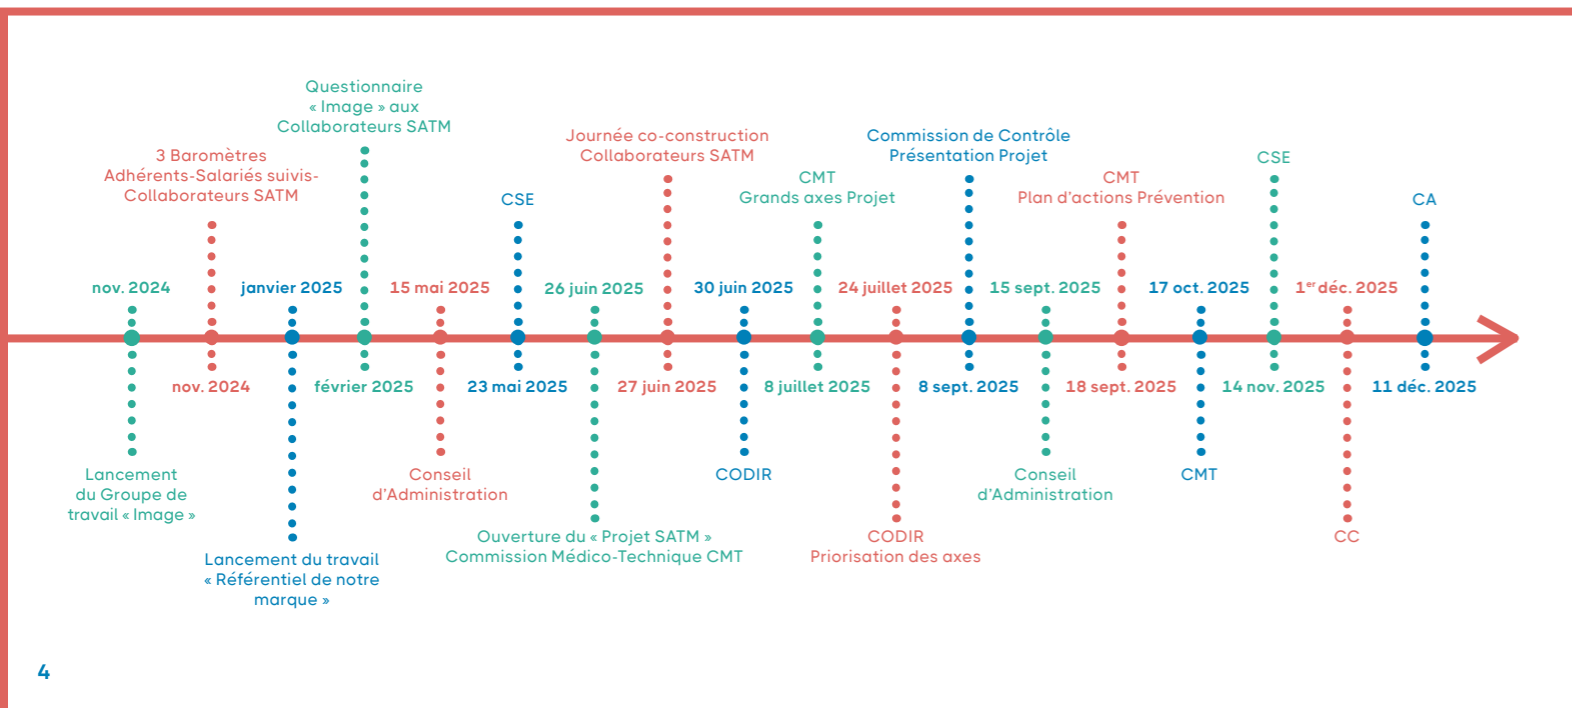 nov. 2024
Lancement
du Groupe de
travail « Image »
3 Baromètres
Adhérents-Salariés suivis-
Collaborateurs SATM
nov. 2024
janvier 2025
Lancement du travail
« Référentiel de notre
marque »
Questionnaire
« Image » aux
Collaborateurs SATM
février 2025
15 mai 2025
Conseil
d'Administration
CSE
23 mai 2025
26 juin 2025
Ouverture du « Projet SATM »
Commission Médico-Technique CMT
Journée co-construction
Collaborateurs SATM
27 juin 2025
30 juin 2025
CODIR
CMT
Grands axes Projet
8 juillet 2025
24 juillet 2025
CODIR
Priorisation des axes
Commission de Contrôle
Présentation Projet
8 sept. 2025
15 sept. 2025
Conseil
d'Administration
CMT
Plan d'actions Prévention
18 sept. 2025
17 oct. 2025
CMT
CSE
14 nov. 2025
1er déc. 2025
CC
CA
11 déc. 2025
4